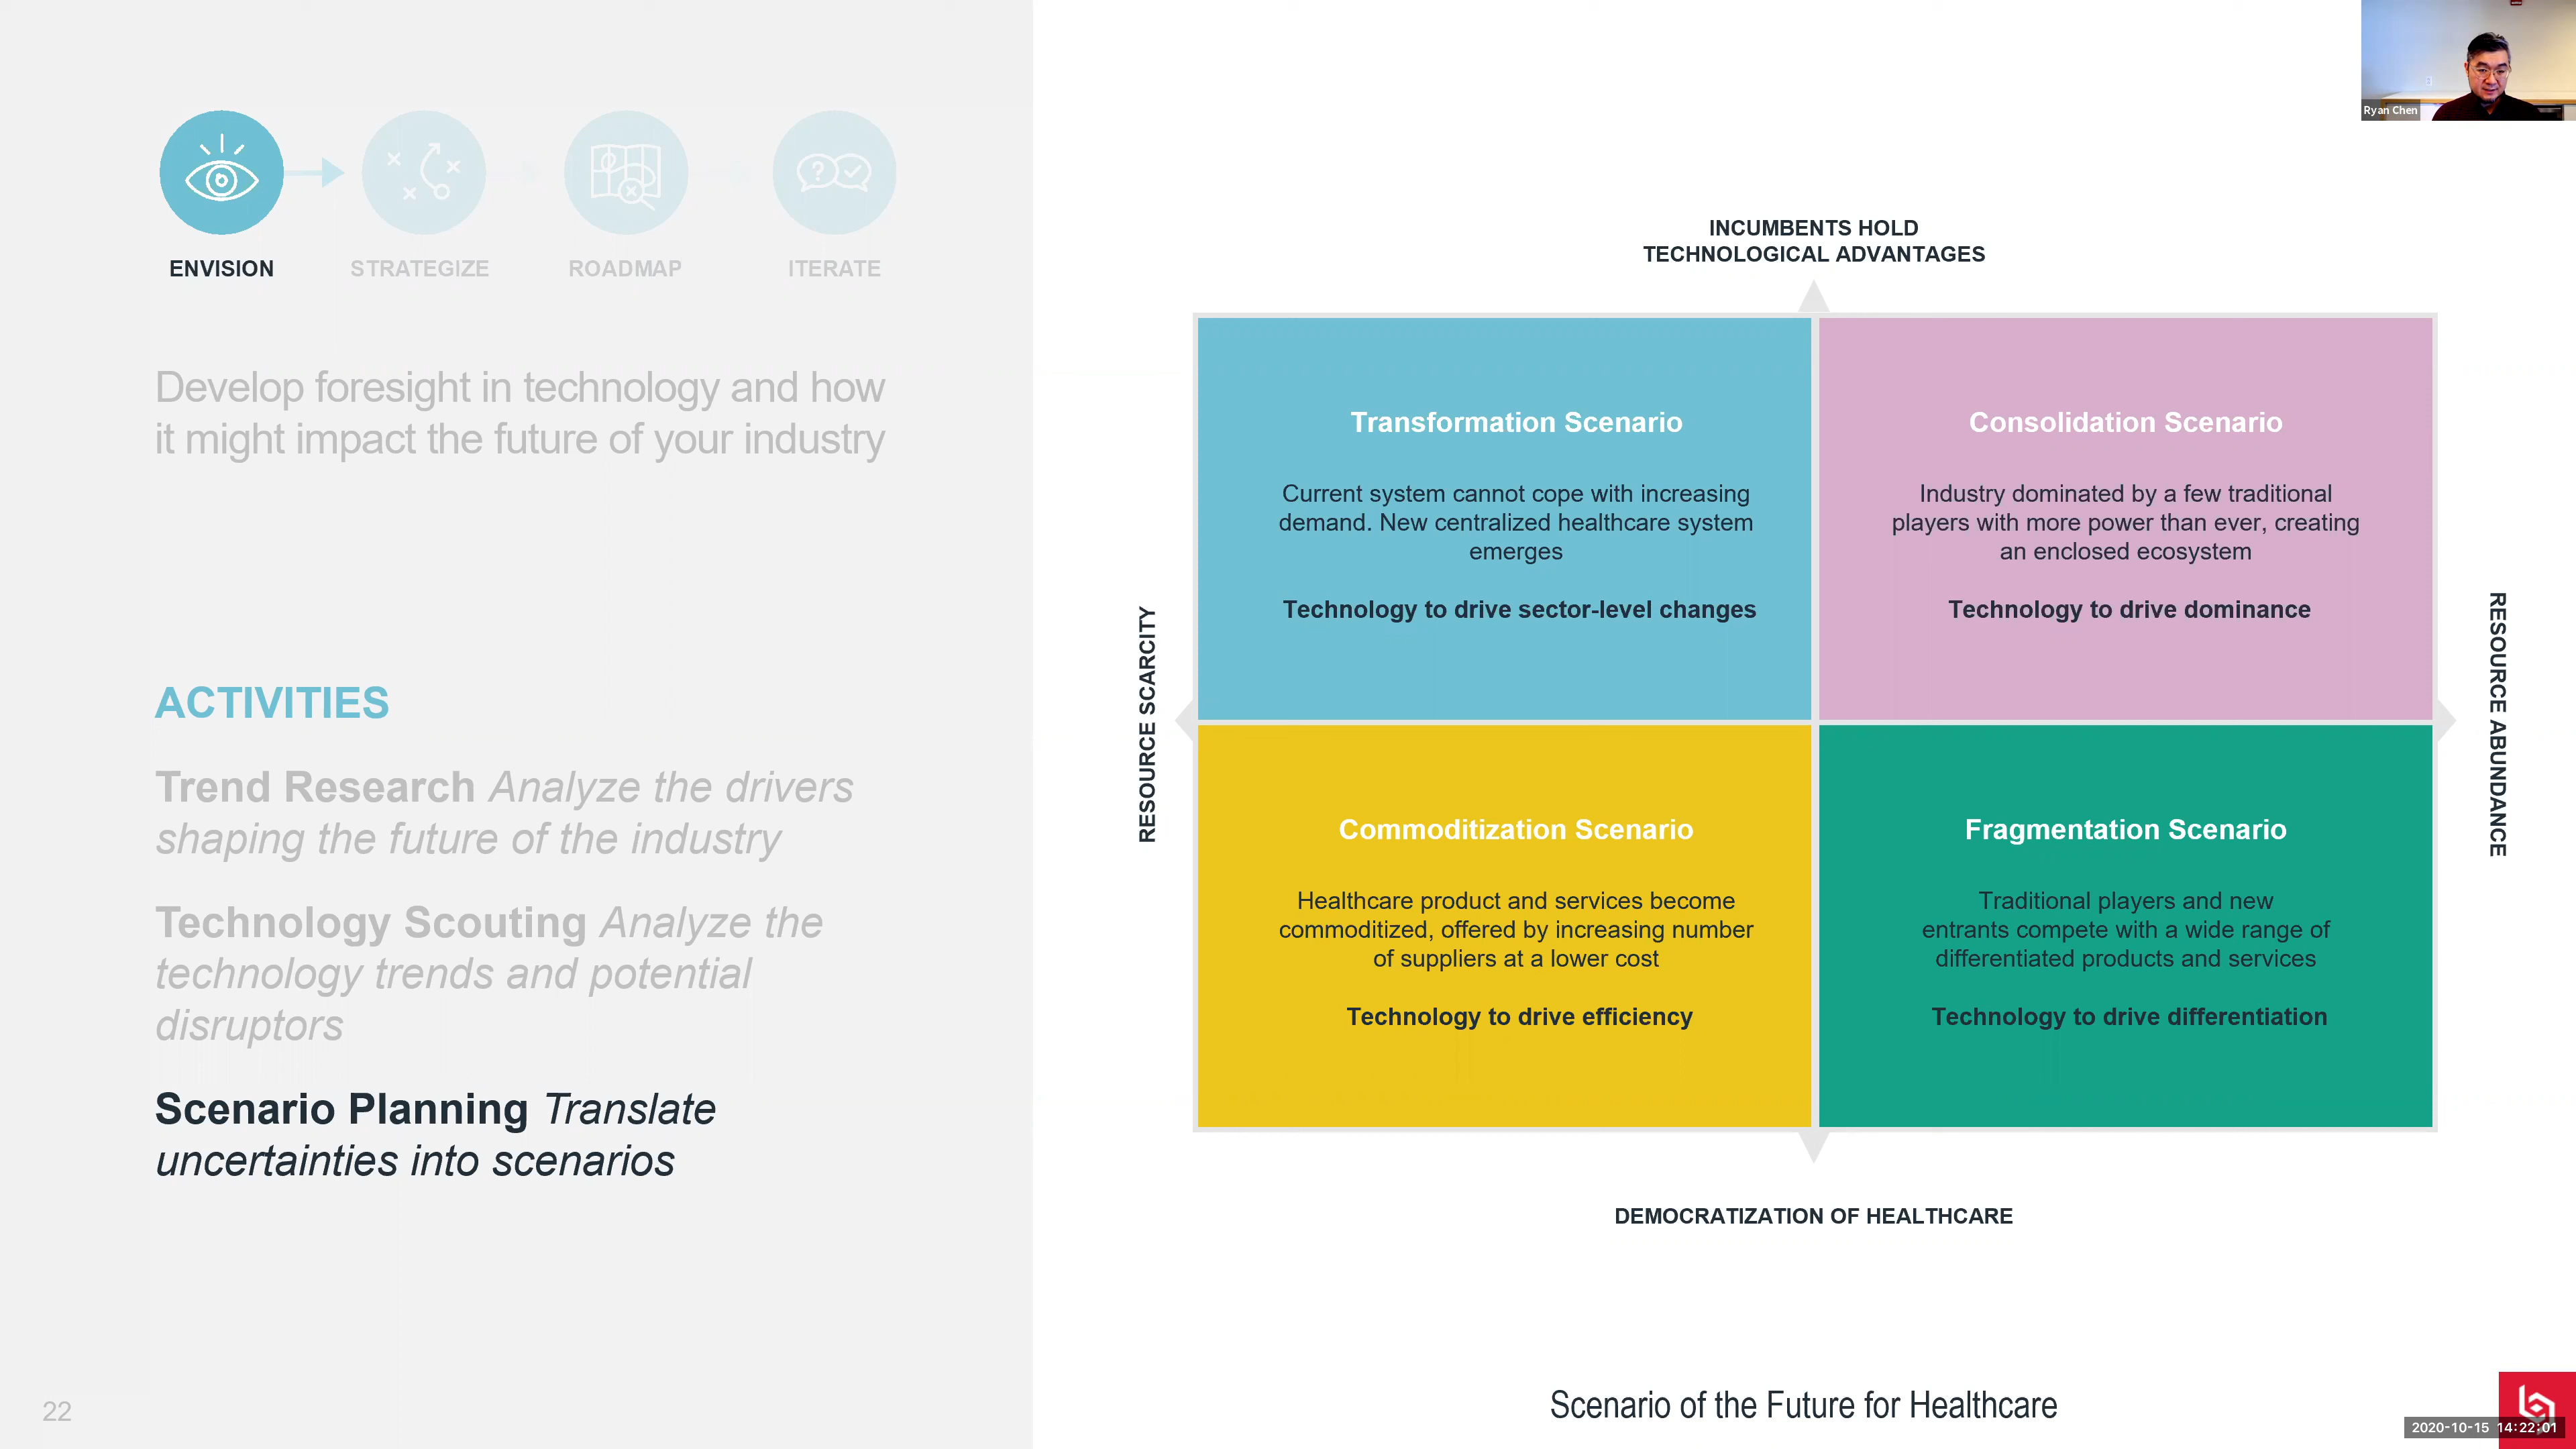 Ryan Chen
ENVISION
STRATEGIZE
ROADMAP
ITERATE
Develop foresight in technology and how
it might impact the future of your industry
ACTIVITIES
Trend Research Analyze the drivers
shaping the future of the industry
Technology Scouting Analyze the
technology trends and potential
disruptors
Scenario Planning Translate
uncertainties into scenarios
22
INCUMBENTS HOLD
TECHNOLOGICAL ADVANTAGES
RESOURCE SCARCITY
Transformation Scenario
Current system cannot cope with increasing
demand. New centralized healthcare system
emerges
Technology to drive sector-level changes
Consolidation Scenario
Industry dominated by a few traditional
players with more power than ever, creating
an enclosed ecosystem
Technology to drive dominance
Commoditization Scenario
Healthcare product and services become
commoditized, offered by increasing number
of suppliers at a lower cost
Technology to drive efficiency
Fragmentation Scenario
Traditional players and new
entrants compete with a wide range of
differentiated products and services
Technology to drive differentiation
RESOURCE ABUNDANCE
DEMOCRATIZATION OF HEALTHCARE
Scenario of the Future for Healthcare
2020-10-15 14:22:01